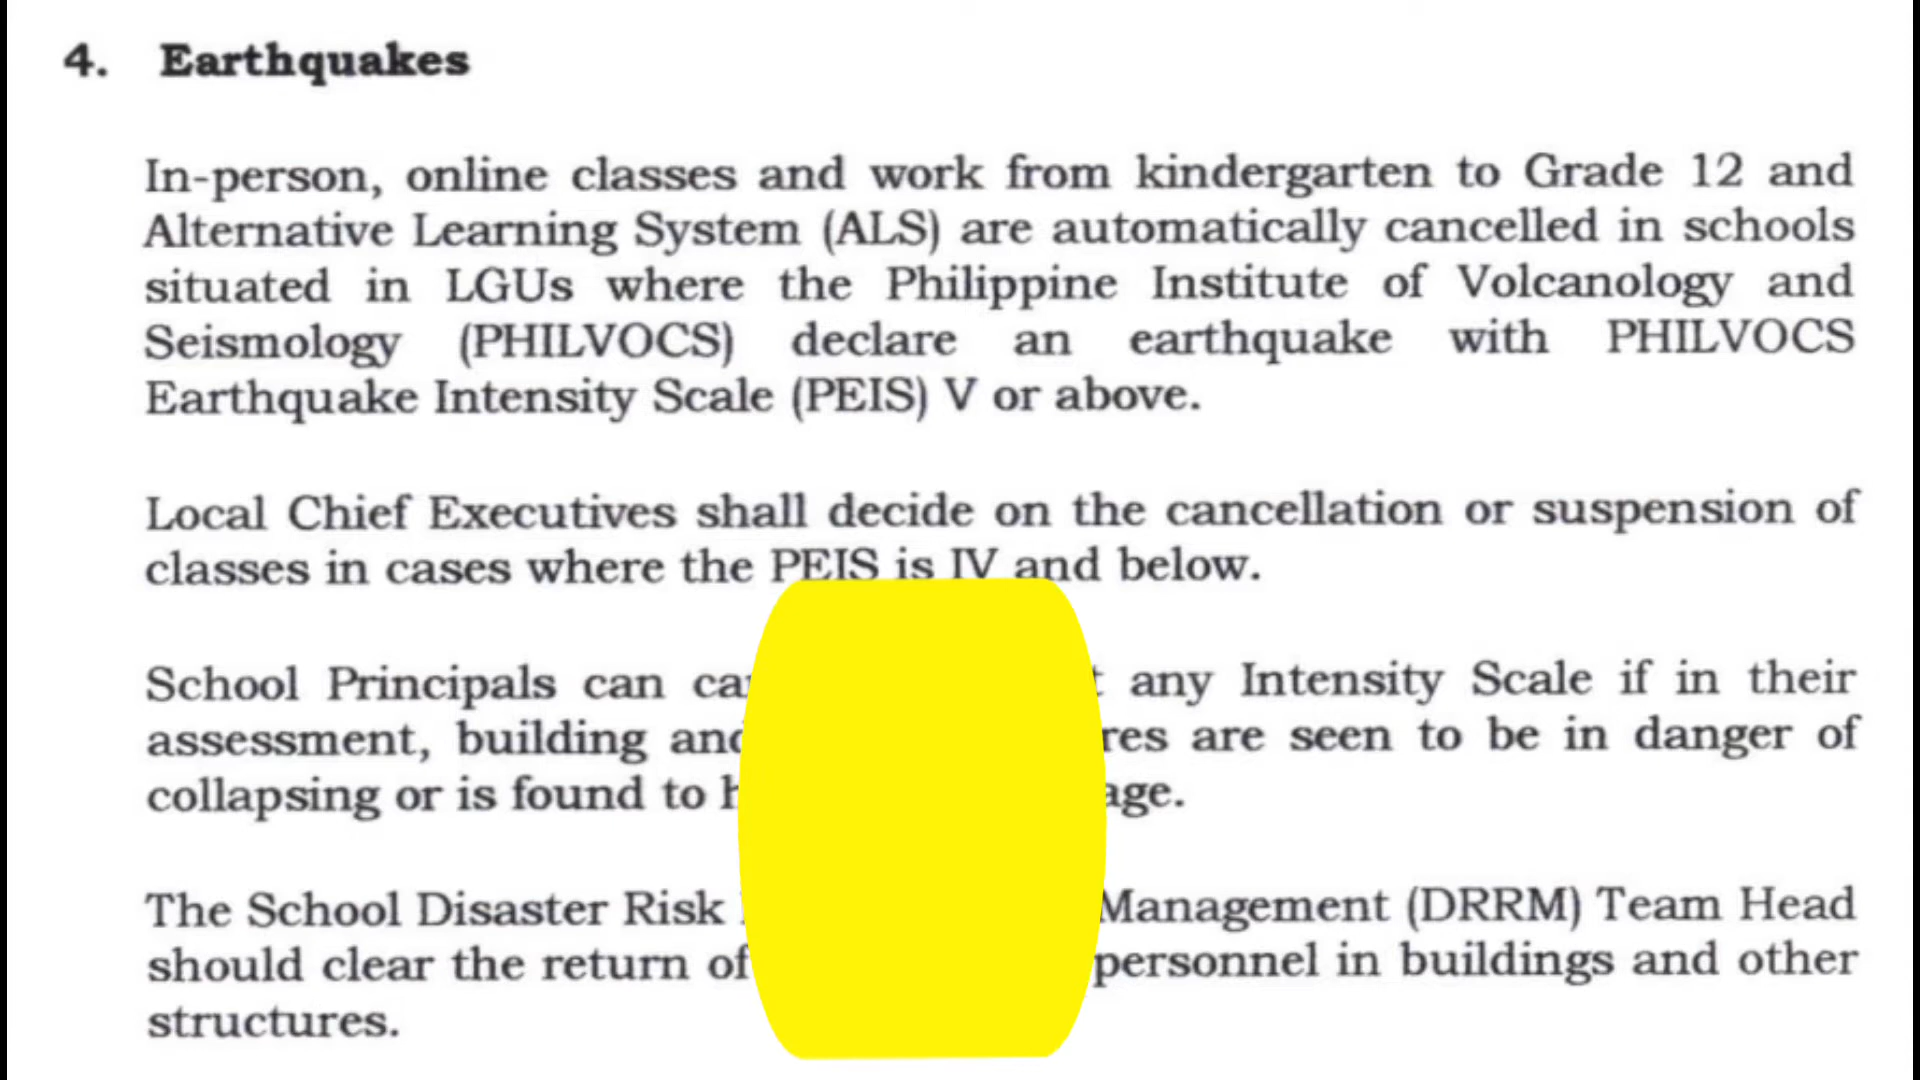 4. Earthquakes
In-person, online classes and work from kindergarten to Grade 12 and
Alternative Learning System (ALS) are automatically cancelled in schools
situated in LGUs where the Philippine Institute of Volcanology and
Seismology (PHILVOCS) declare an earthquake with PHILVOCS
Earthquake Intensity Scale (PEIS) V or above.
Local Chief Executives shall decide on the cancellation or suspension of
classes in cases where the PEIS is IV and below.
School Principals can any Intensity Scale if in their
assessment, building are seen to be in danger of
collapsing or is found to
The School Disaster Risk Management (DRRM) Team Head
should clear the return of personnel in buildings and other
structures.